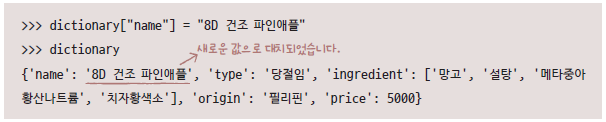 >>> dictionary["name"] = "8D 건조 파인애플"
>>> dictionary
새로운 값으로 대치되었습니다.
{'name': '8D 건조 파인애플', 'type': '당절임', 'ingredient': ['망고', '설탕', '메타중아
황산나트륨', '치자황색소'], 'origin': '필리핀', 'price': 5000}